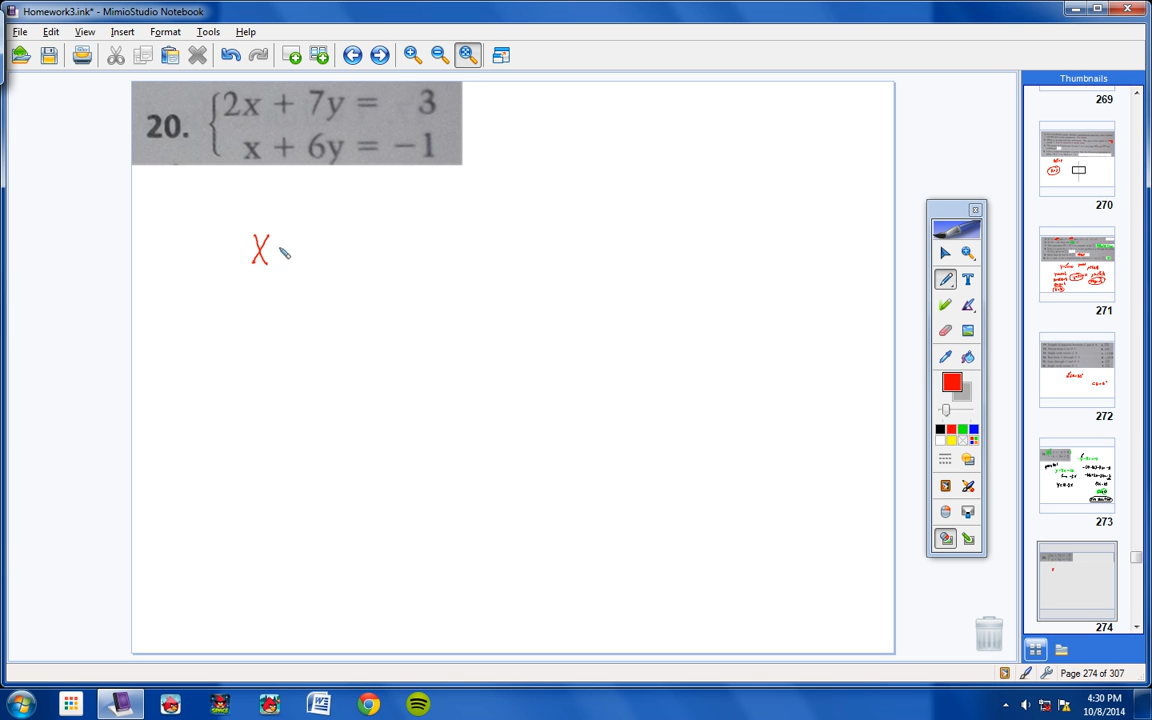 Homework3.ink* - MimioStudio Notebook
File Edit View Insert Format Tools Help
Thumbnails
20. 2x + 7y = 3
x + 6y = -1
x
269
270
271
272
273
274
Page 274 of 307
4:30 PM
10/8/2014